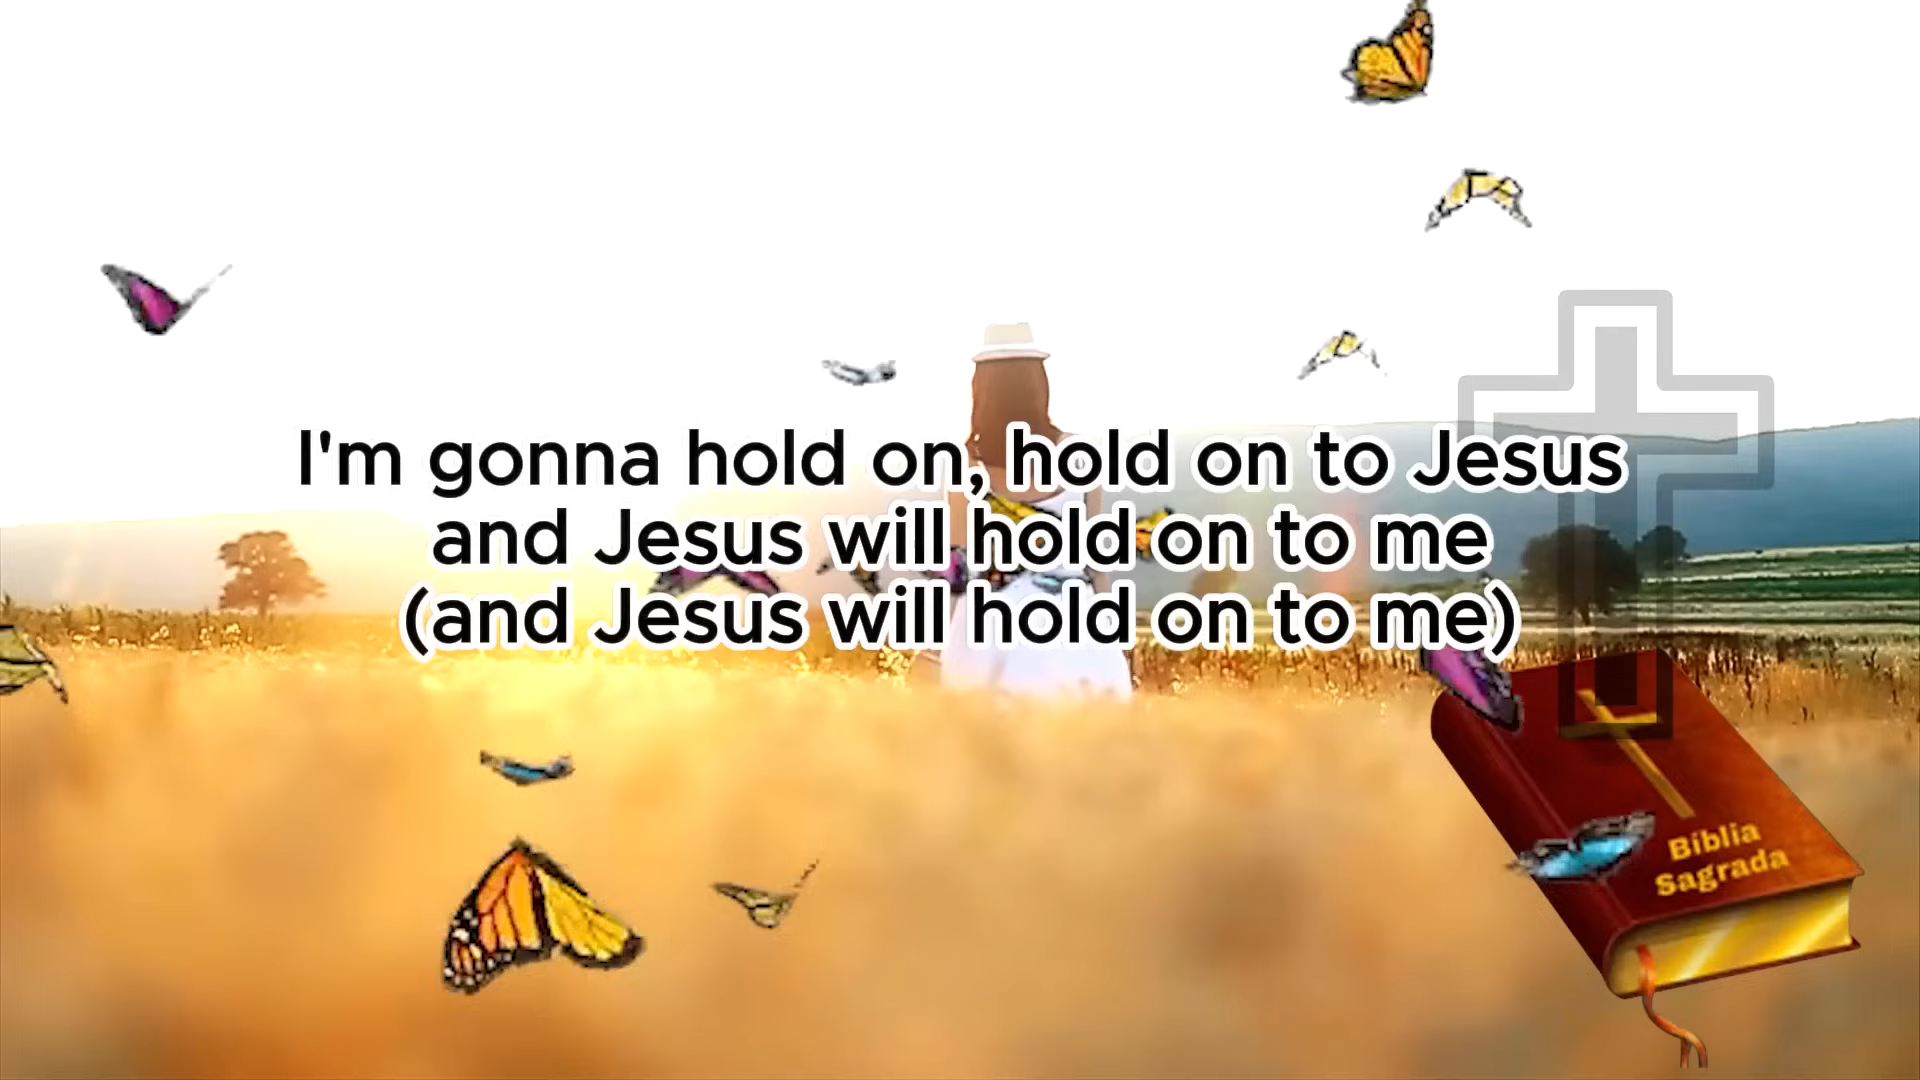 I'm gonna hold on, hold on to Jesus
and Jesus will hold on to me
(and Jesus will hold on to me)
Bíblia
Sagrada